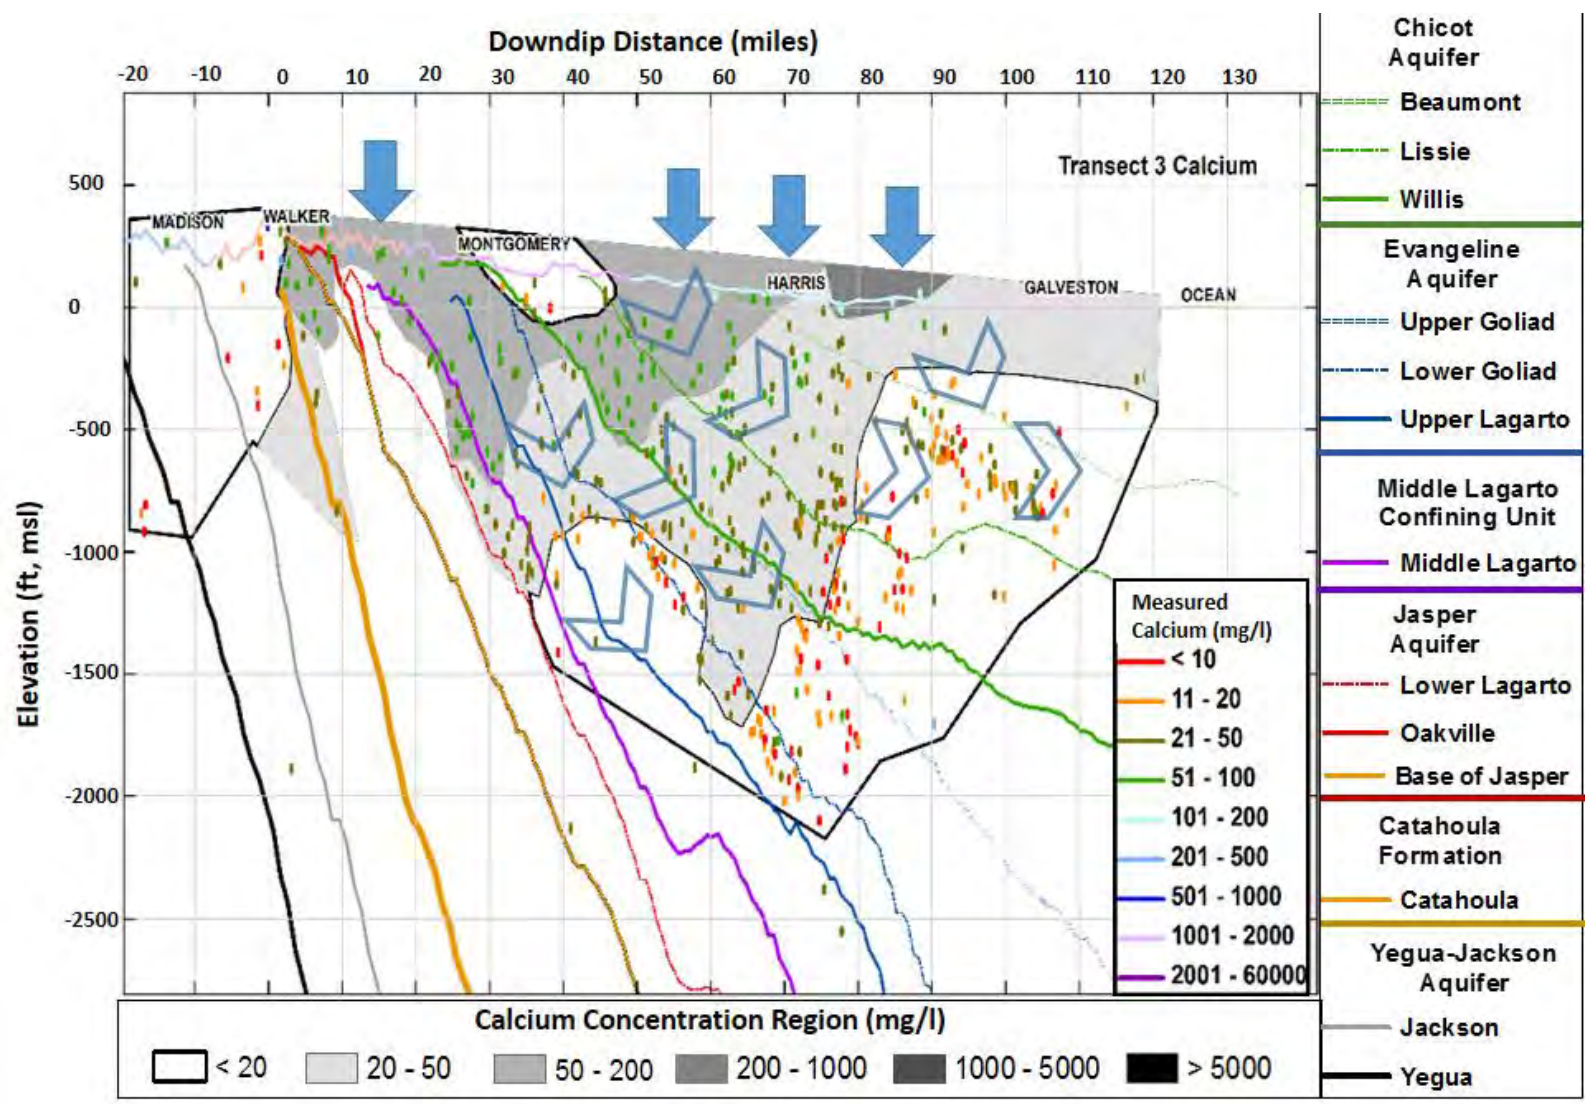 Downdip Distance (miles)
-20 -10 0 10 20 30 40 50 60 70 80 90 100 110 120 130
Transect 3 Calcium
500
0
-500
-1000
-1500
-2000
-2500
Elevation (ft, msl)
MADISON
WALKER
MONTGOMERY
HARRIS
GALVESTON
OCEAN
Measured
Calcium (mg/l)
< 10
11 - 20
21 - 50
51 - 100
101 - 200
201 - 500
501 - 1000
1001 - 2000
2001 - 60000
Calcium Concentration Region (mg/l)
< 20 20 - 50 50 - 200 200 - 1000 1000 - 5000 > 5000
Chicot
Aquifer
Beaumont
Lissie
Willis
Evangeline
Aquifer
Upper Goliad
Lower Goliad
Upper Lagarto
Middle Lagarto
Confining Unit
Middle Lagarto
Jasper
Aquifer
Lower Lagarto
Oakville
Base of Jasper
Catahoula
Formation
Catahoula
Yegua-Jackson
Aquifer
Jackson
Yegua